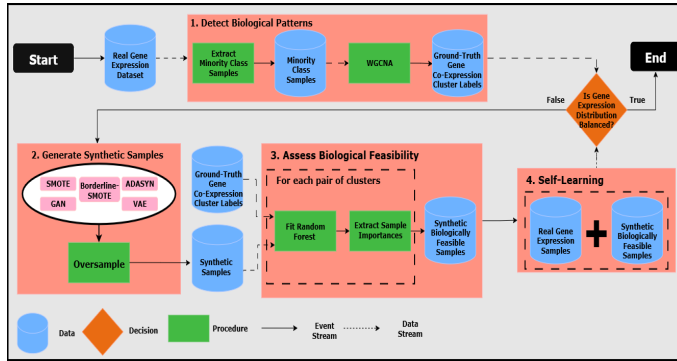 1. Detect Biological Patterns
Start
Real Gene
Expression
Dataset
Extract
Minority Class
Samples
Minority
Class
Samples
WGCNA
Ground-Truth
Gene
Co-Expression
Cluster Labels
End
False
Is Gene
Expression
Distribution
Balanced?
True
2. Generate Synthetic Samples
SMOTE
Borderline-
SMOTE
ADASYN
GAN
VAE
Oversample
Ground-Truth
Gene
Co-Expression
Cluster Labels
Synthetic
Samples
3. Assess Biological Feasibility
For each pair of clusters
Fit Random
Forest
Extract Sample
Importances
Synthetic
Biologically
Feasible
Samples
4. Self-Learning
Real Gene
Expression
Samples
+
Synthetic
Biologically
Feasible
Samples
Data
Decision
Procedure
Event
Stream
Data
Stream